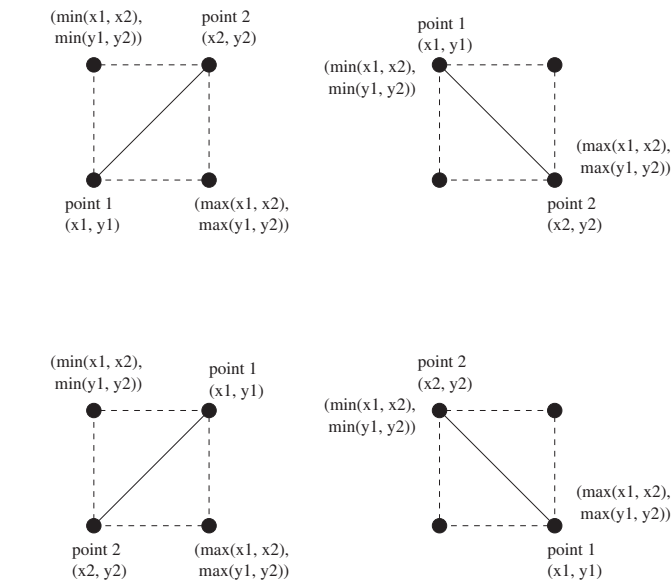 (min(x1, x2),
min(y1, y2))
point 2
(x2, y2)
point 1
(x1, y1)
(max(x1, x2),
max(y1, y2))
point 1
(x1, y1)
(min(x1, x2),
min(y1, y2))
(max(x1, x2),
max(y1, y2))
point 2
(x2, y2)
(min(x1, x2),
min(y1, y2))
point 1
(x1, y1)
point 2
(x2, y2)
(max(x1, x2),
max(y1, y2))
point 2
(x2, y2)
(min(x1, x2),
min(y1, y2))
(max(x1, x2),
max(y1, y2))
point 1
(x1, y1)